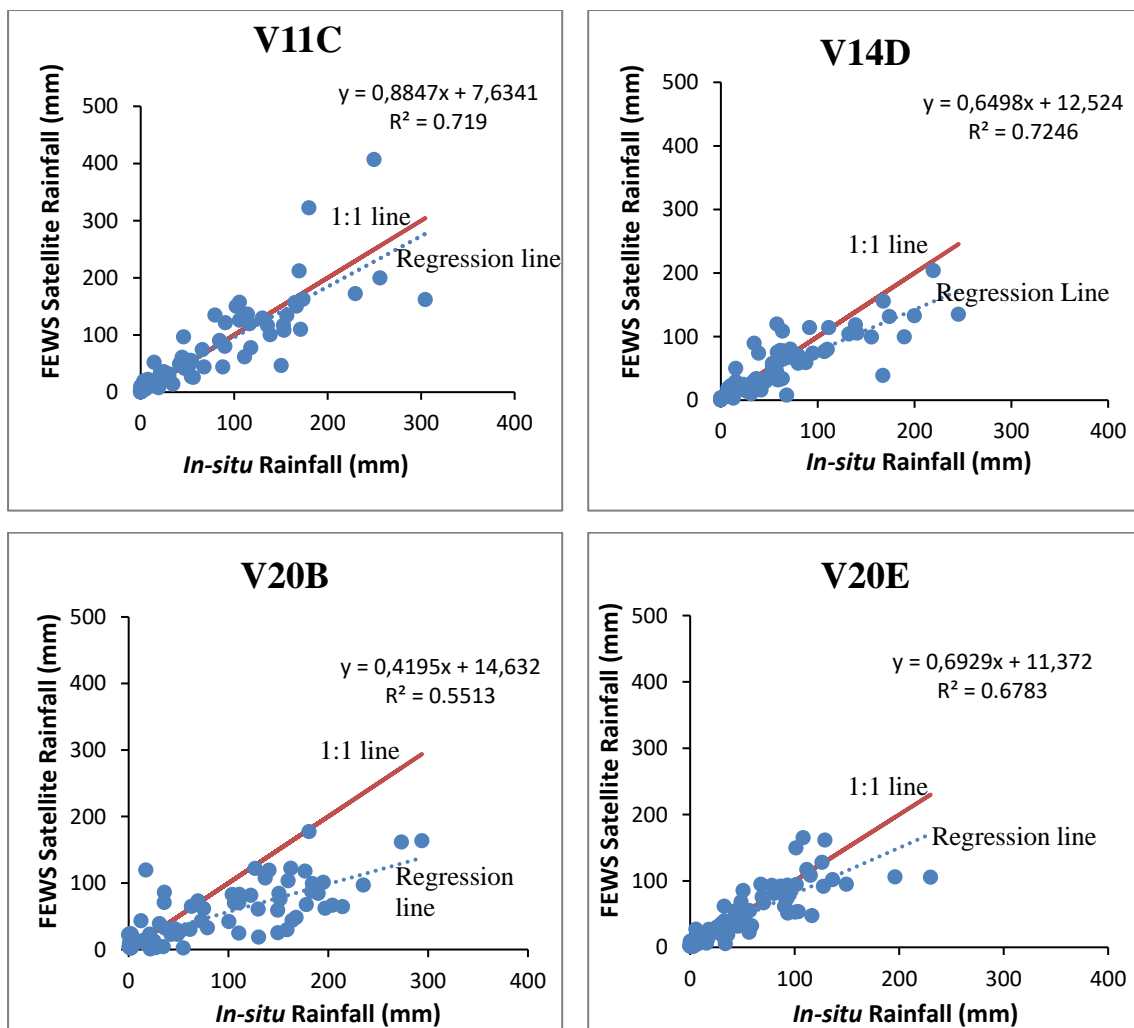 V11C
y = 0,8847x + 7,6341
R² = 0.719
FEWS Satellite Rainfall (mm)
500
400
300
200
100
0
1:1 line
Regression line
0 100 200 300 400
In-situ Rainfall (mm)
V14D
y = 0,6498x + 12,524
R² = 0.7246
FEWS Satellite Rainfall (mm)
500
400
300
200
100
0
1:1 line
Regression Line
0 100 200 300 400
In-situ Rainfall (mm)
V20B
y = 0,4195x + 14,632
R² = 0.5513
FEWS Satellite Rainfall (mm)
500
400
300
200
100
0
1:1 line
Regression
line
0 100 200 300 400
In-situ Rainfall (mm)
V20E
y = 0,6929x + 11,372
R² = 0.6783
FEWS Satellite Rainfall (mm)
500
400
300
200
100
0
1:1 line
Regression line
0 100 200 300 400
In-situ Rainfall (mm)